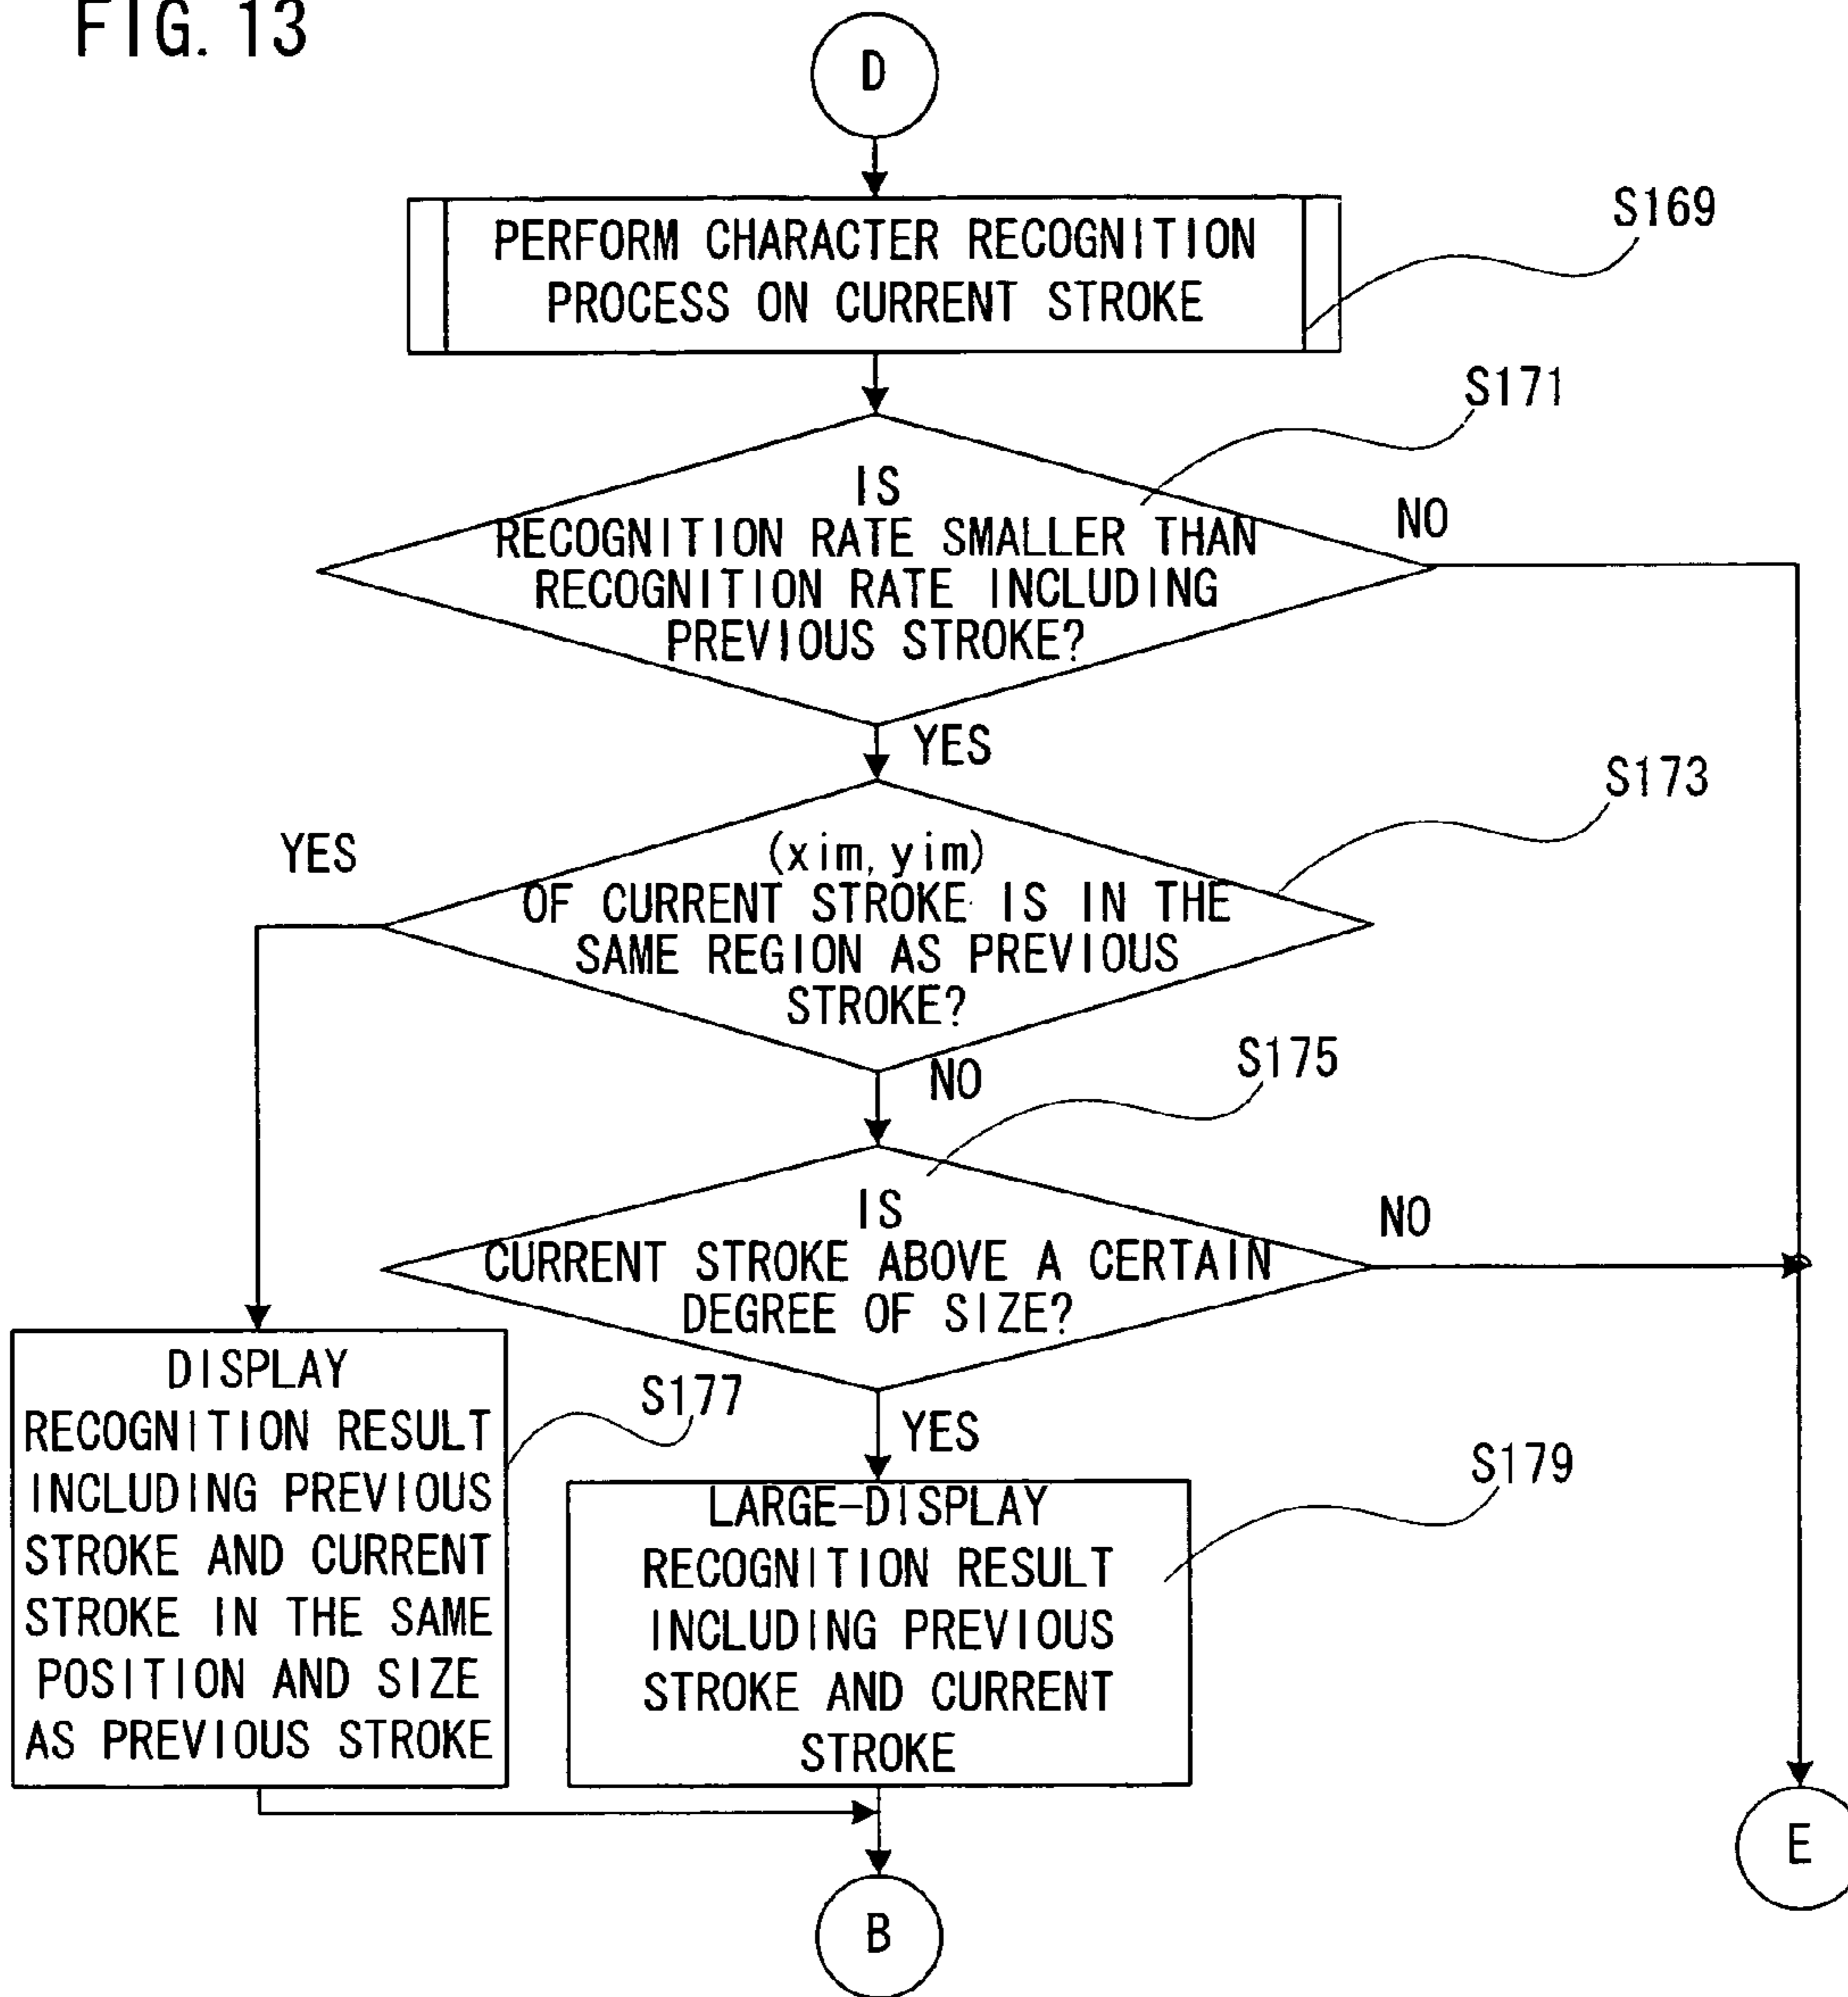 FIG. 13
D
PERFORM CHARACTER RECOGNITION
PROCESS ON CURRENT STROKE
S169
S171
IS
RECOGNITION RATE SMALLER THAN
RECOGNITION RATE INCLUDING
PREVIOUS STROKE?
NO
YES
S173
YES
(xim, yim)
OF CURRENT STROKE IS IN THE
SAME REGION AS PREVIOUS
STROKE?
NO
S175
IS
CURRENT STROKE ABOVE A CERTAIN
DEGREE OF SIZE?
NO
YES
DISPLAY
RECOGNITION RESULT
INCLUDING PREVIOUS
STROKE AND CURRENT
STROKE IN THE SAME
POSITION AND SIZE
AS PREVIOUS STROKE
S177
LARGE-DISPLAY
RECOGNITION RESULT
INCLUDING PREVIOUS
STROKE AND CURRENT
STROKE
S179
B
E